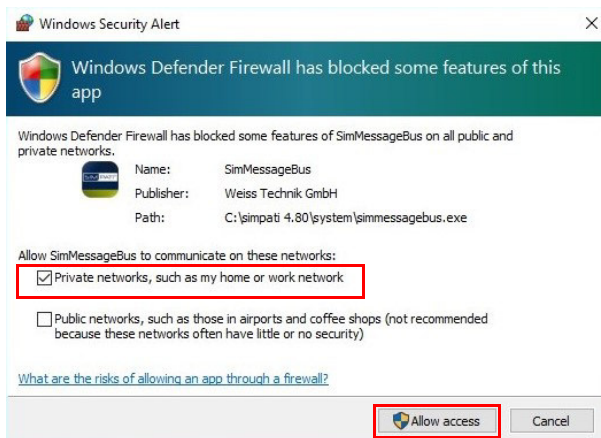 Windows Security Alert
Windows Defender Firewall has blocked some features of this
app
Windows Defender Firewall has blocked some features of SimMessageBus on all public and
private networks.
Name: SimMessageBus
Publisher: Weiss Technik GmbH
Path: C:\simpati 4.80\system\simmessagebus.exe
Allow SimMessageBus to communicate on these networks:
Private networks, such as my home or work network
Public networks, such as those in airports and coffee shops (not recommended
because these networks often have little or no security)
What are the risks of allowing an app through a firewall?
Allow access Cancel